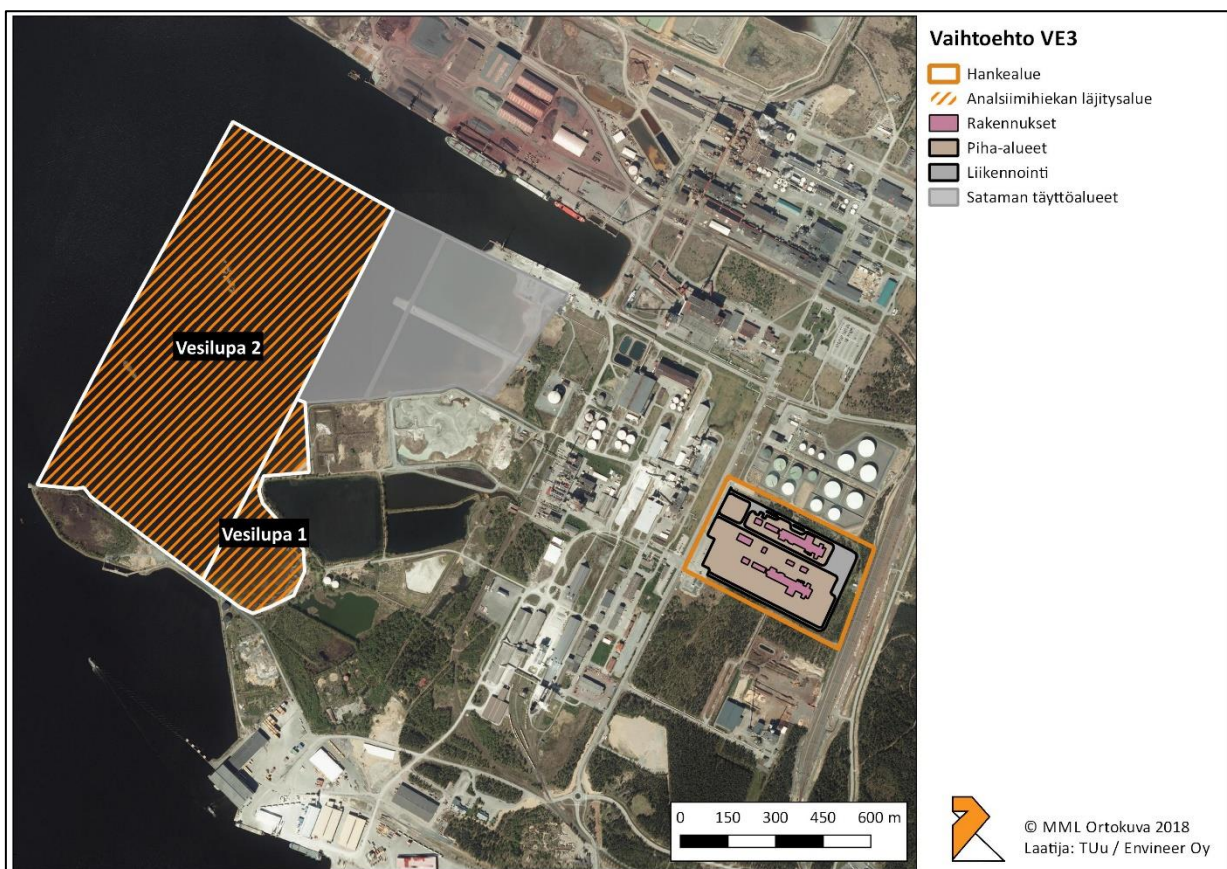 Vaihtoehto VE3
Hankealue
Analsiimihiekan läjitysalue
Rakennukset
Piha-alueet
Liikennöinti
Sataman täyttöalueet
Vesilupa 2
Vesilupa 1
0 150 300 450 600 m
© MML Ortokuva 2018
Laatija: TUu / Envineer Oy